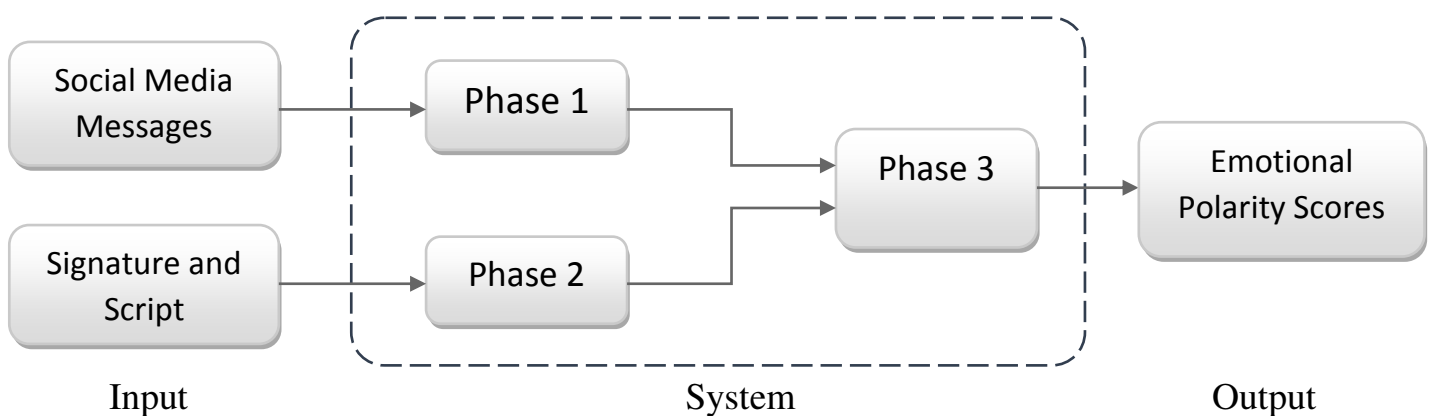 Social Media
Messages
Phase 1
Phase 3
Emotional
Polarity Scores
Signature and
Script
Phase 2
Input
System
Output